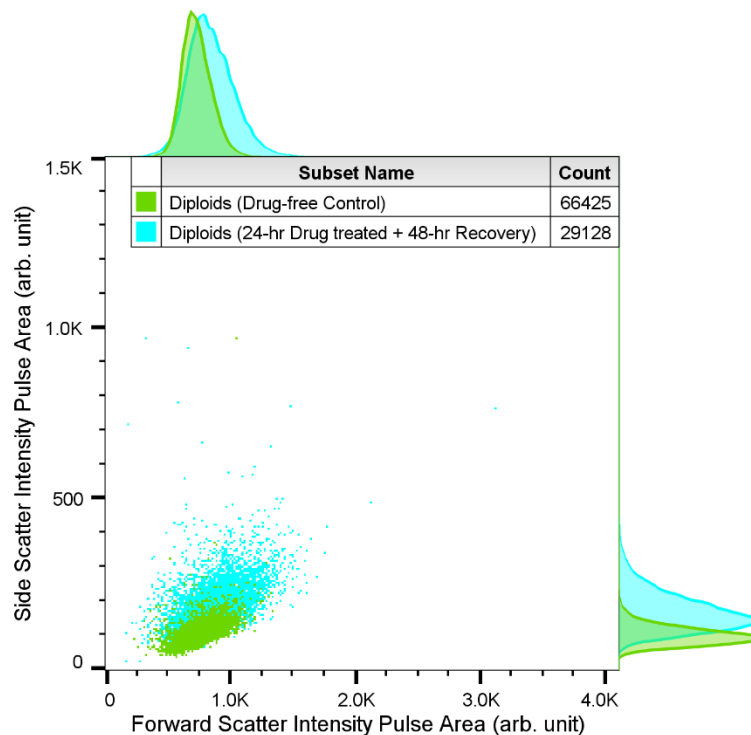 1.5K
Subset Name Count
Diploids (Drug-free Control) 66425
Diploids (24-hr Drug treated + 48-hr Recovery) 29128
1.0K
500
0
Side Scatter Intensity Pulse Area (arb. unit)
0 1.0K 2.0K 3.0K 4.0K
Forward Scatter Intensity Pulse Area (arb. unit)